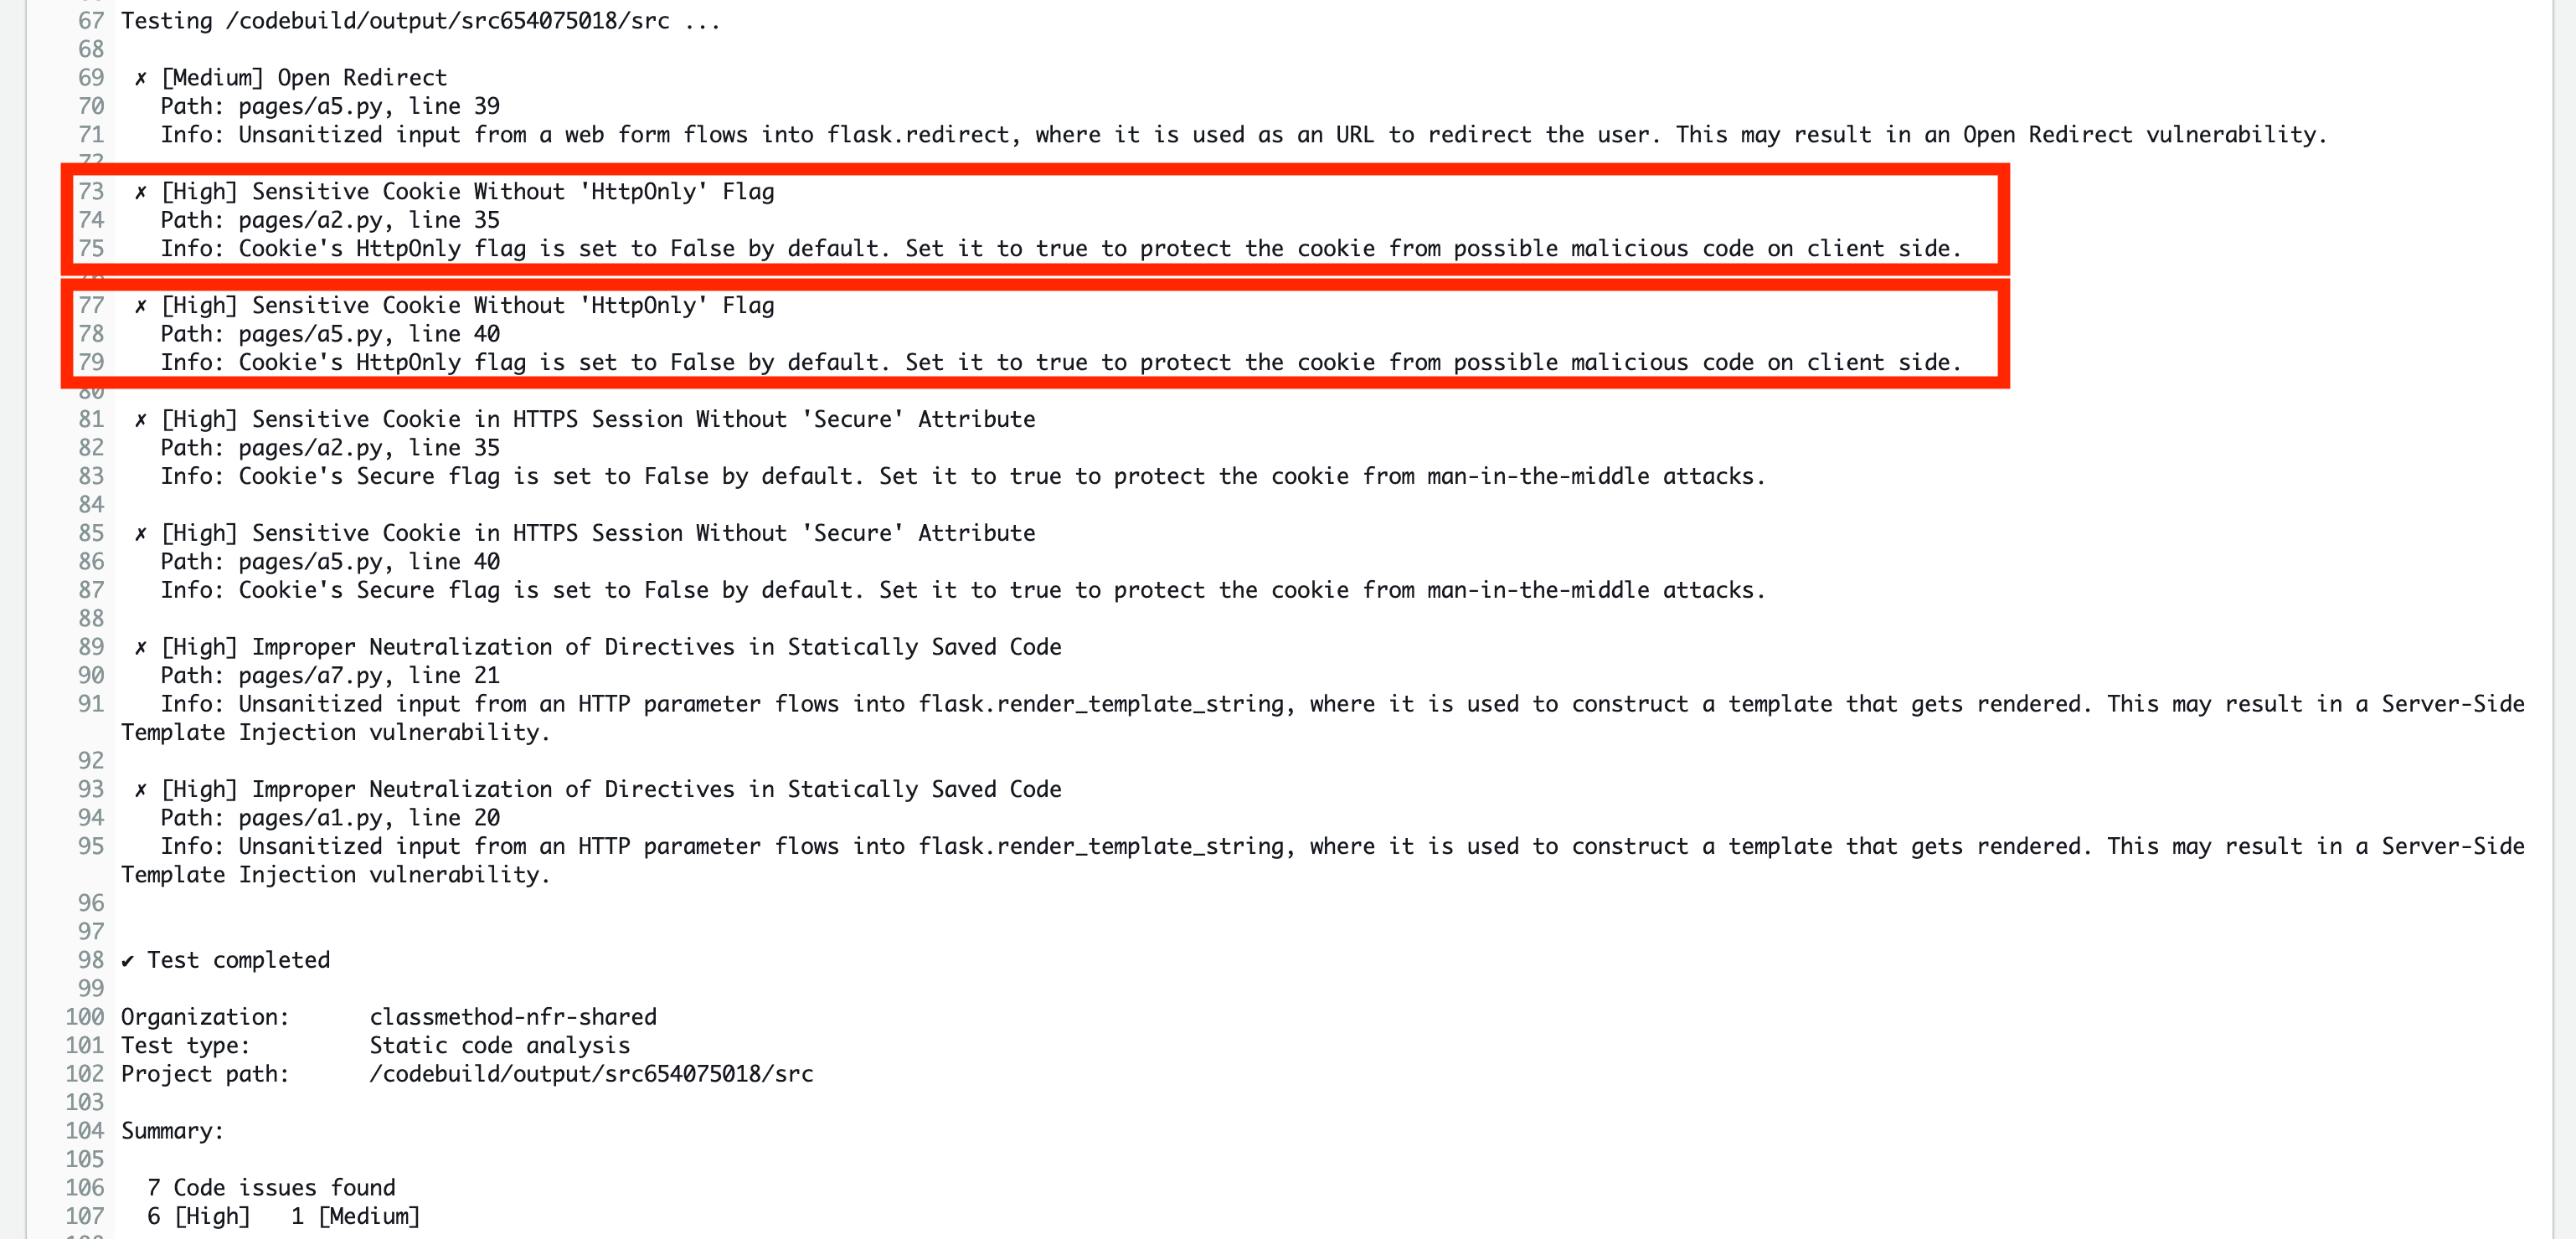 67 Testing /codebuild/output/src654075018/src ...
68
69 ✗ [Medium] Open Redirect
70 Path: pages/a5.py, line 39
71 Info: Unsanitized input from a web form flows into flask.redirect, where it is used as an URL to redirect the user. This may result in an Open Redirect vulnerability.
72
73 ✗ [High] Sensitive Cookie Without 'HttpOnly' Flag
74 Path: pages/a2.py, line 35
75 Info: Cookie's HttpOnly flag is set to False by default. Set it to true to protect the cookie from possible malicious code on client side.
77 ✗ [High] Sensitive Cookie Without 'HttpOnly' Flag
78 Path: pages/a5.py, line 40
79 Info: Cookie's HttpOnly flag is set to False by default. Set it to true to protect the cookie from possible malicious code on client side.
80
81 ✗ [High] Sensitive Cookie in HTTPS Session Without 'Secure' Attribute
82 Path: pages/a2.py, line 35
83 Info: Cookie's Secure flag is set to False by default. Set it to true to protect the cookie from man-in-the-middle attacks.
84
85 ✗ [High] Sensitive Cookie in HTTPS Session Without 'Secure' Attribute
86 Path: pages/a5.py, line 40
87 Info: Cookie's Secure flag is set to False by default. Set it to true to protect the cookie from man-in-the-middle attacks.
88
89 ✗ [High] Improper Neutralization of Directives in Statically Saved Code
90 Path: pages/a7.py, line 21
91 Info: Unsanitized input from an HTTP parameter flows into flask.render_template_string, where it is used to construct a template that gets rendered. This may result in a Server-Side
Template Injection vulnerability.
92
93 ✗ [High] Improper Neutralization of Directives in Statically Saved Code
94 Path: pages/a1.py, line 20
95 Info: Unsanitized input from an HTTP parameter flows into flask.render_template_string, where it is used to construct a template that gets rendered. This may result in a Server-Side
Template Injection vulnerability.
96
97
98 ✔ Test completed
99
100 Organization: classmethod-nfr-shared
101 Test type: Static code analysis
102 Project path: /codebuild/output/src654075018/src
103
104 Summary:
105
106 7 Code issues found
107 6 [High] 1 [Medium]